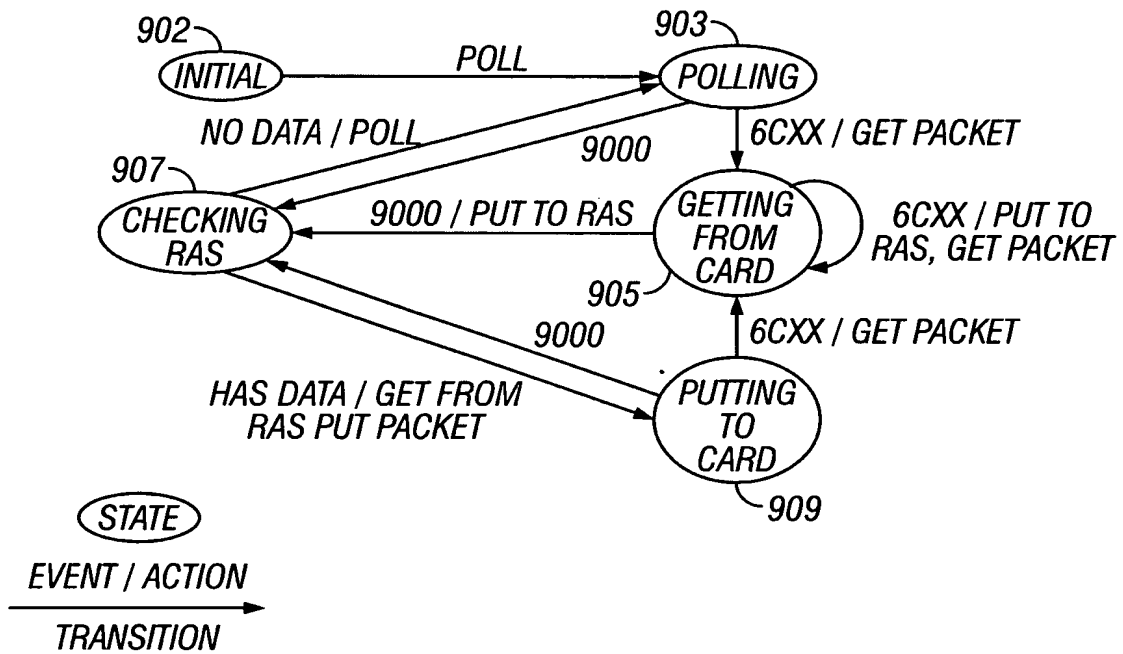 902
INITIAL
POLL
903
POLLING
NO DATA / POLL
9000
6CXX / GET PACKET
907
CHECKING
RAS
9000 / PUT TO RAS
GETTING
FROM
CARD
905
6CXX / PUT TO
RAS, GET PACKET
9000
6CXX / GET PACKET
HAS DATA / GET FROM
RAS PUT PACKET
PUTTING
TO
CARD
909
STATE
EVENT / ACTION
TRANSITION